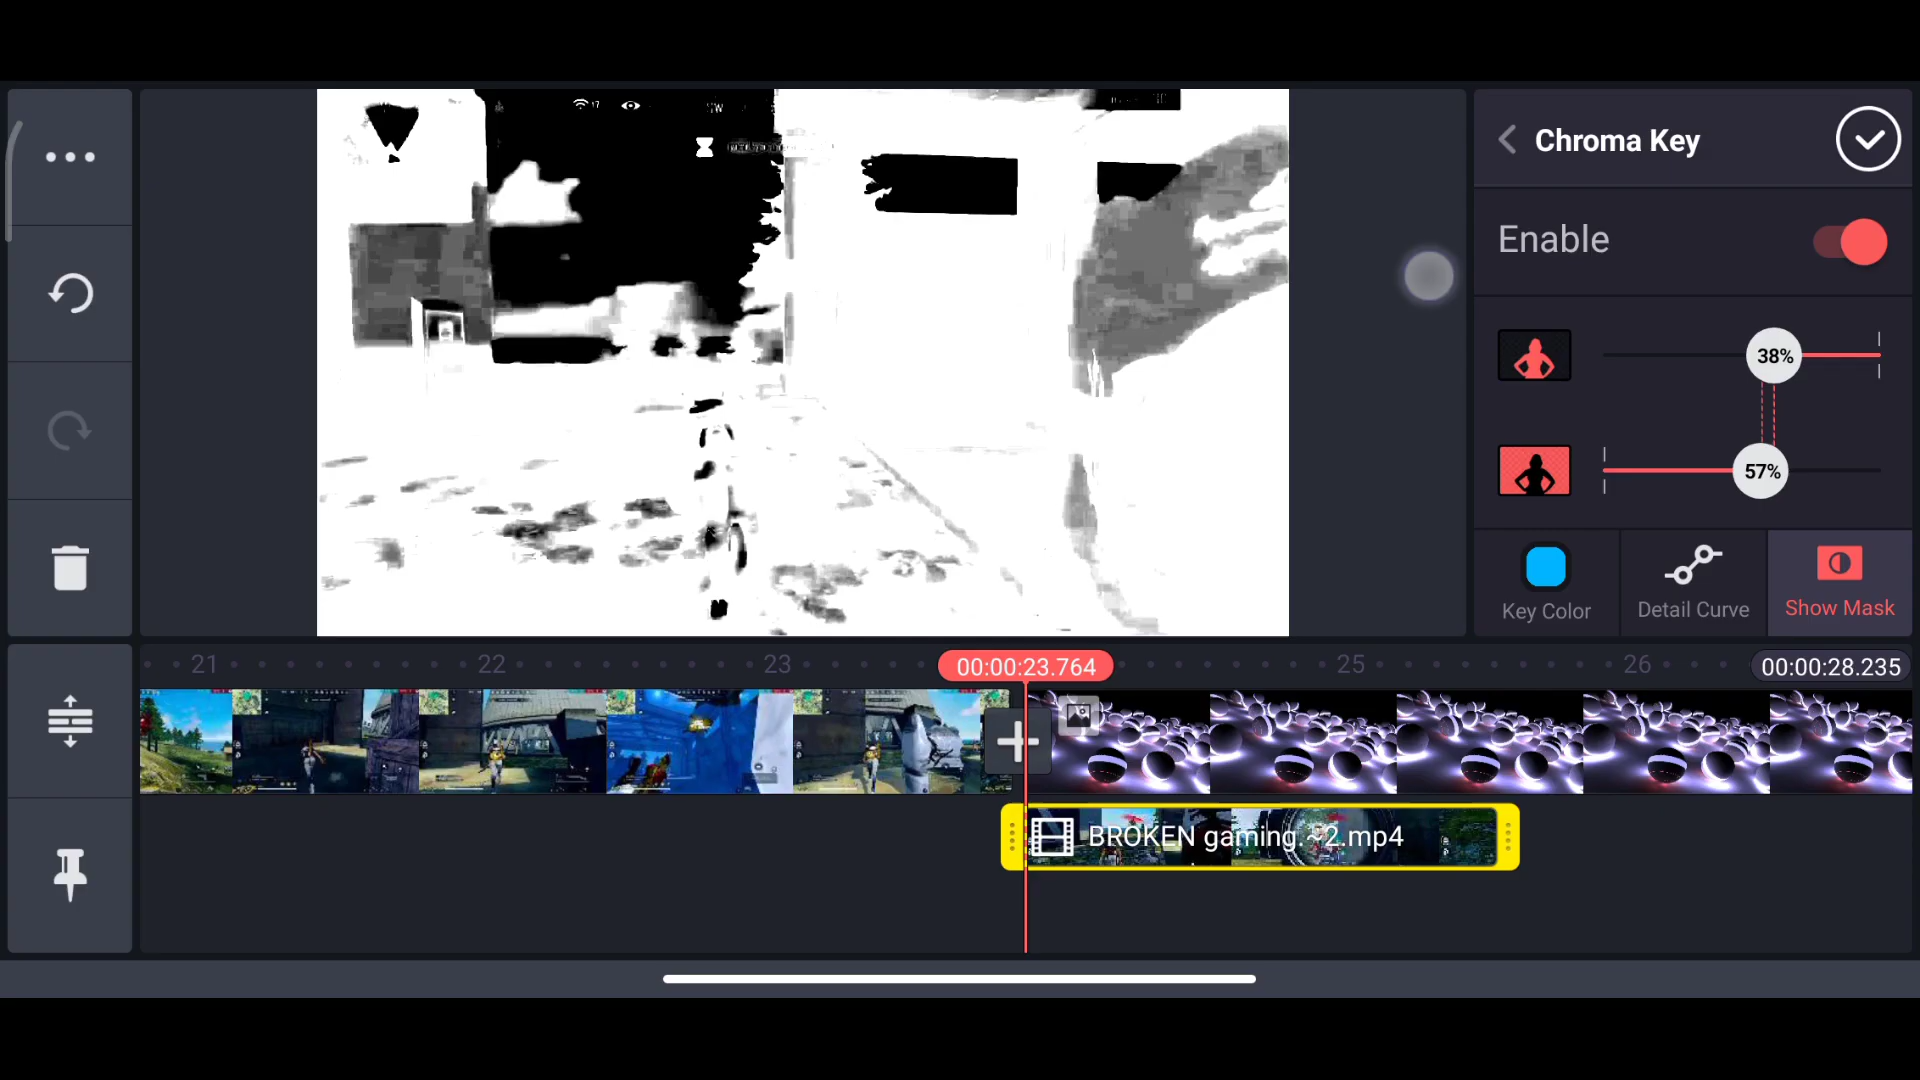 17
Chroma Key
Enable
38%
57%
Key Color
Detail Curve
Show Mask
21
22
23
00:00:23.764
25
26
00:00:28.235
BROKEN gaming.~2.mp4